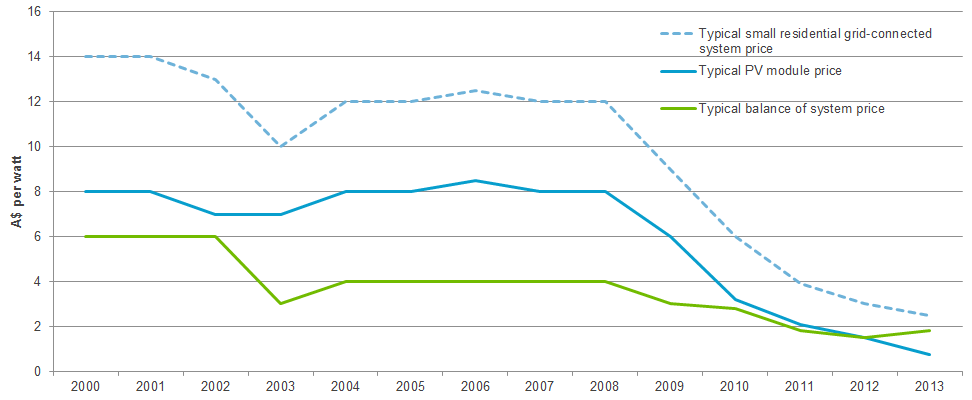 16
14
12
10
8
6
4
2
0
A$ per watt
Typical small residential grid-connected
system price
Typical PV module price
Typical balance of system price
2000 2001 2002 2003 2004 2005 2006 2007 2008 2009 2010 2011 2012 2013